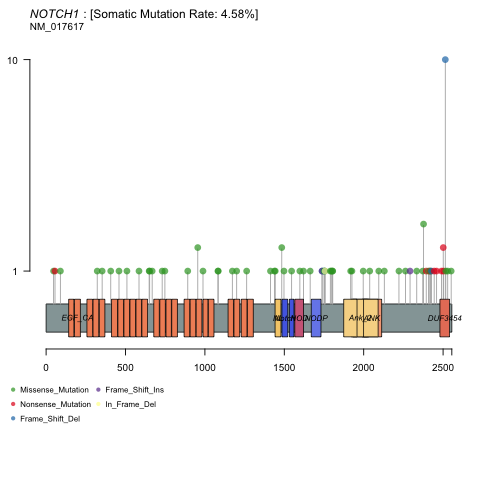 NOTCH1 : [Somatic Mutation Rate: 4.58%]
NM_017617
10
1
EGF_CA NODP Ank_2 ANK DUF3454
0 500 1000 1500 2000 2500
Missense_Mutation Frame_Shift_Ins
Nonsense_Mutation In_Frame_Del
Frame_Shift_Del